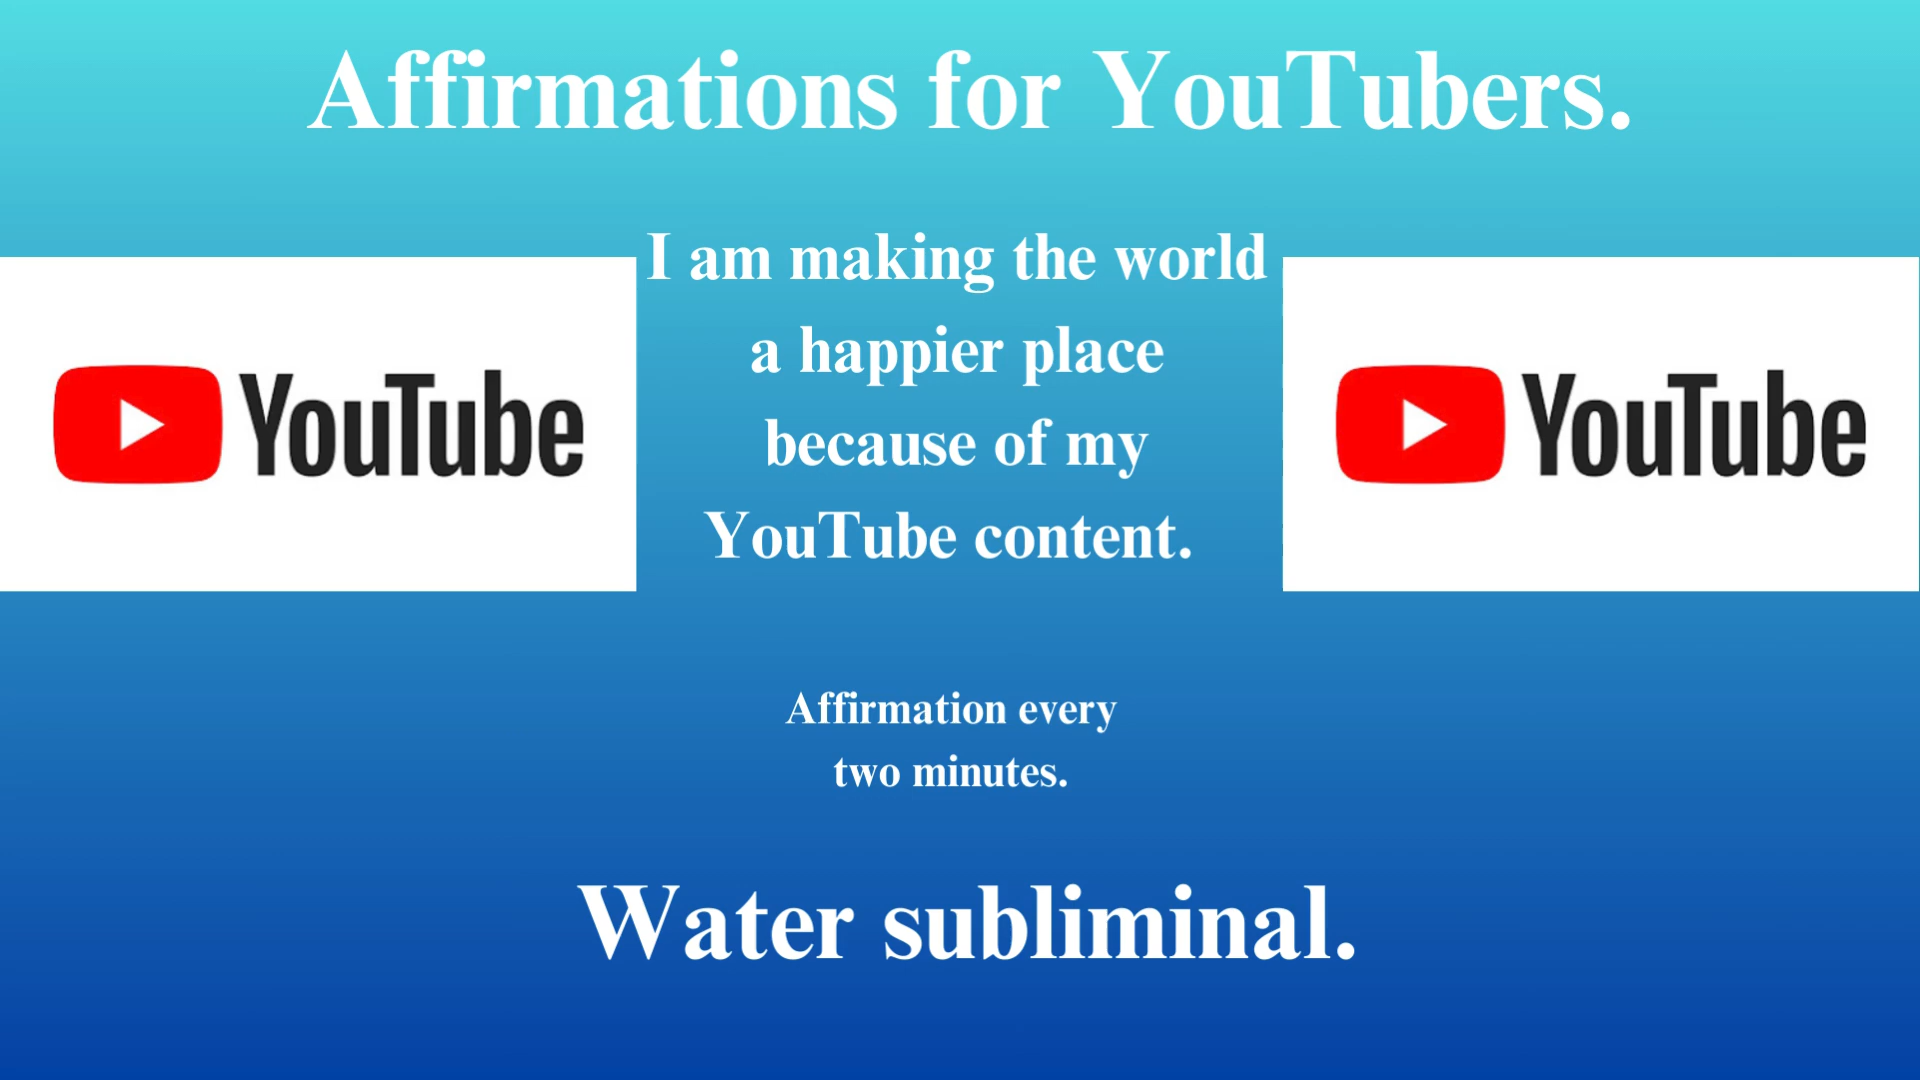 Affirmations for YouTubers.
I am making the world
a happier place
because of my
YouTube content.
YouTube
YouTube
Affirmation every
two minutes.
Water subliminal.